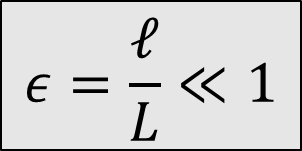 ϵ = ℓ/L ≪ 1